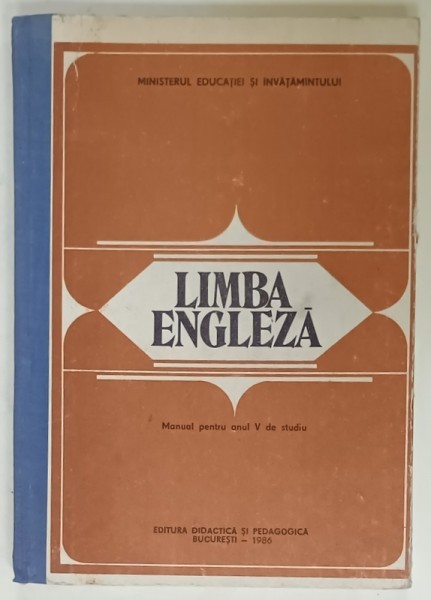 MINISTERUL EDUCAȚIEI ȘI ÎNVĂȚĂMÎNTULUI
LIMBA
ENGLEZĂ
Manual pentru anul V de studiu
EDITURA DIDACTICĂ ȘI PEDAGOGICĂ
BUCUREȘTI – 1986